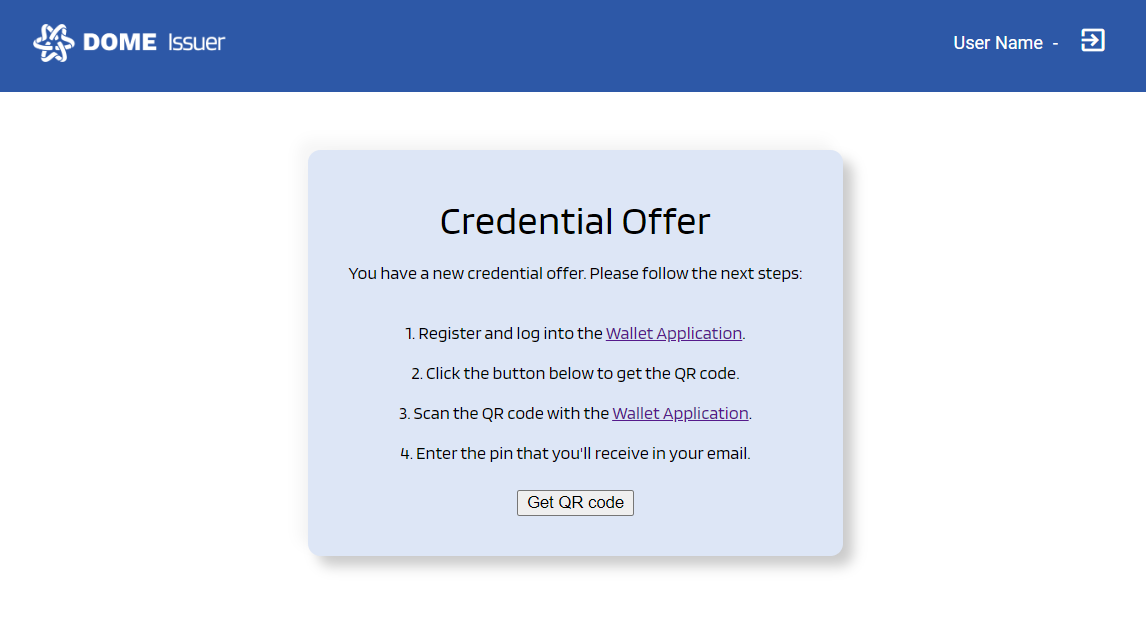 DOME Issuer
User Name -
Credential Offer
You have a new credential offer. Please follow the next steps:
1. Register and log into the Wallet Application.
2. Click the button below to get the QR code.
3. Scan the QR code with the Wallet Application.
4. Enter the pin that you'll receive in your email.
Get QR code